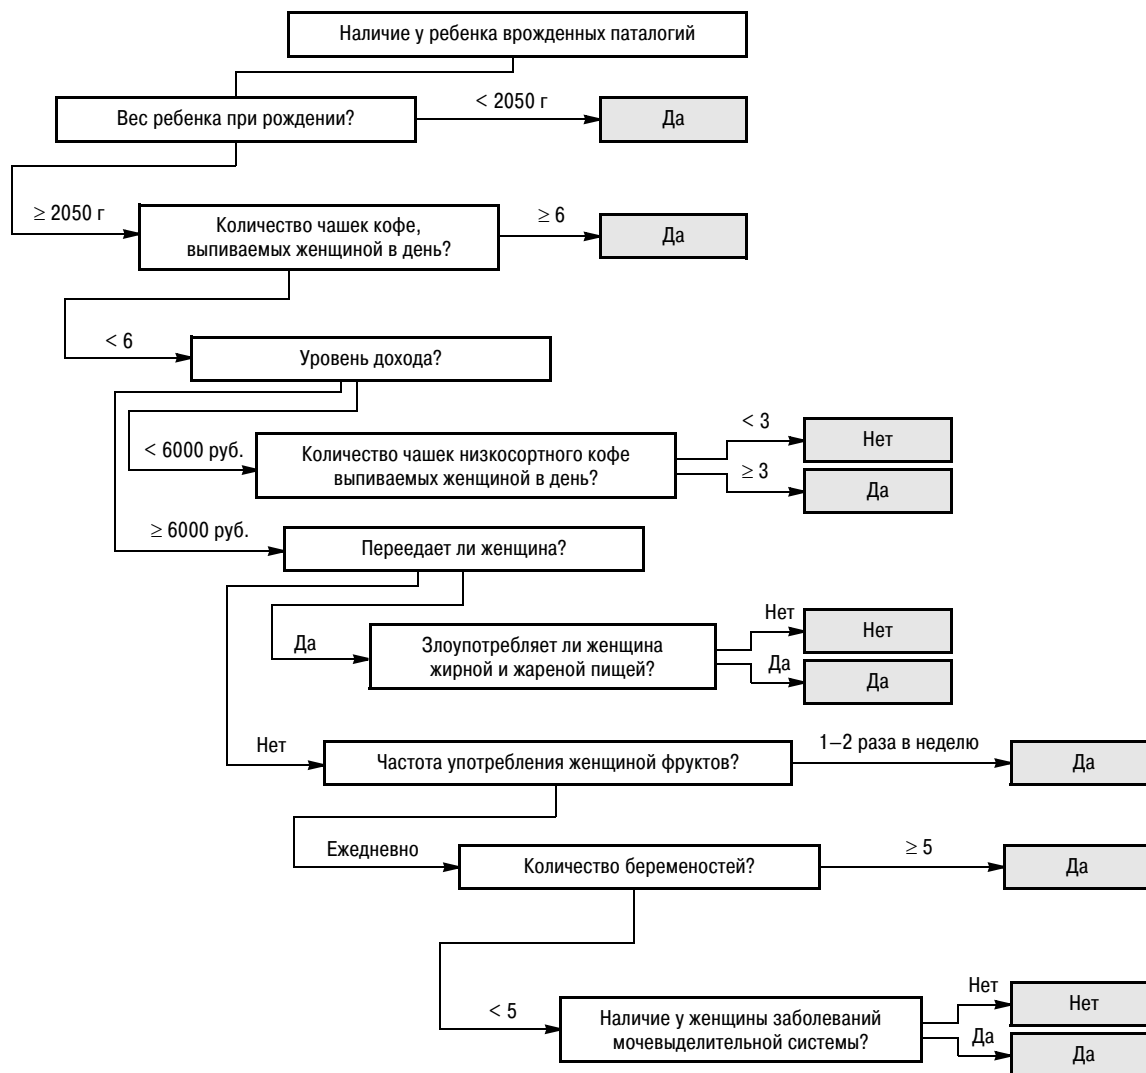 Наличие у ребенка врожденных паталогий
Вес ребенка при рождении?
< 2050 г
Да
≥ 2050 г
Количество чашек кофе,
выпиваемых женщиной в день?
≥ 6
Да
< 6
Уровень дохода?
< 6000 руб.
Количество чашек низкосортного кофе
выпиваемых женщиной в день?
< 3
Нет
≥ 3
Да
≥ 6000 руб.
Переедает ли женщина?
Да
Злоупотребляет ли женщина
жирной и жареной пищей?
Нет
Нет
Да
Да
Нет
Частота употребления женщиной фруктов?
1–2 раза в неделю
Да
Ежедневно
Количество беременостей?
≥ 5
Да
< 5
Наличие у женщины заболеваний
мочевыделительной системы?
Нет
Нет
Да
Да